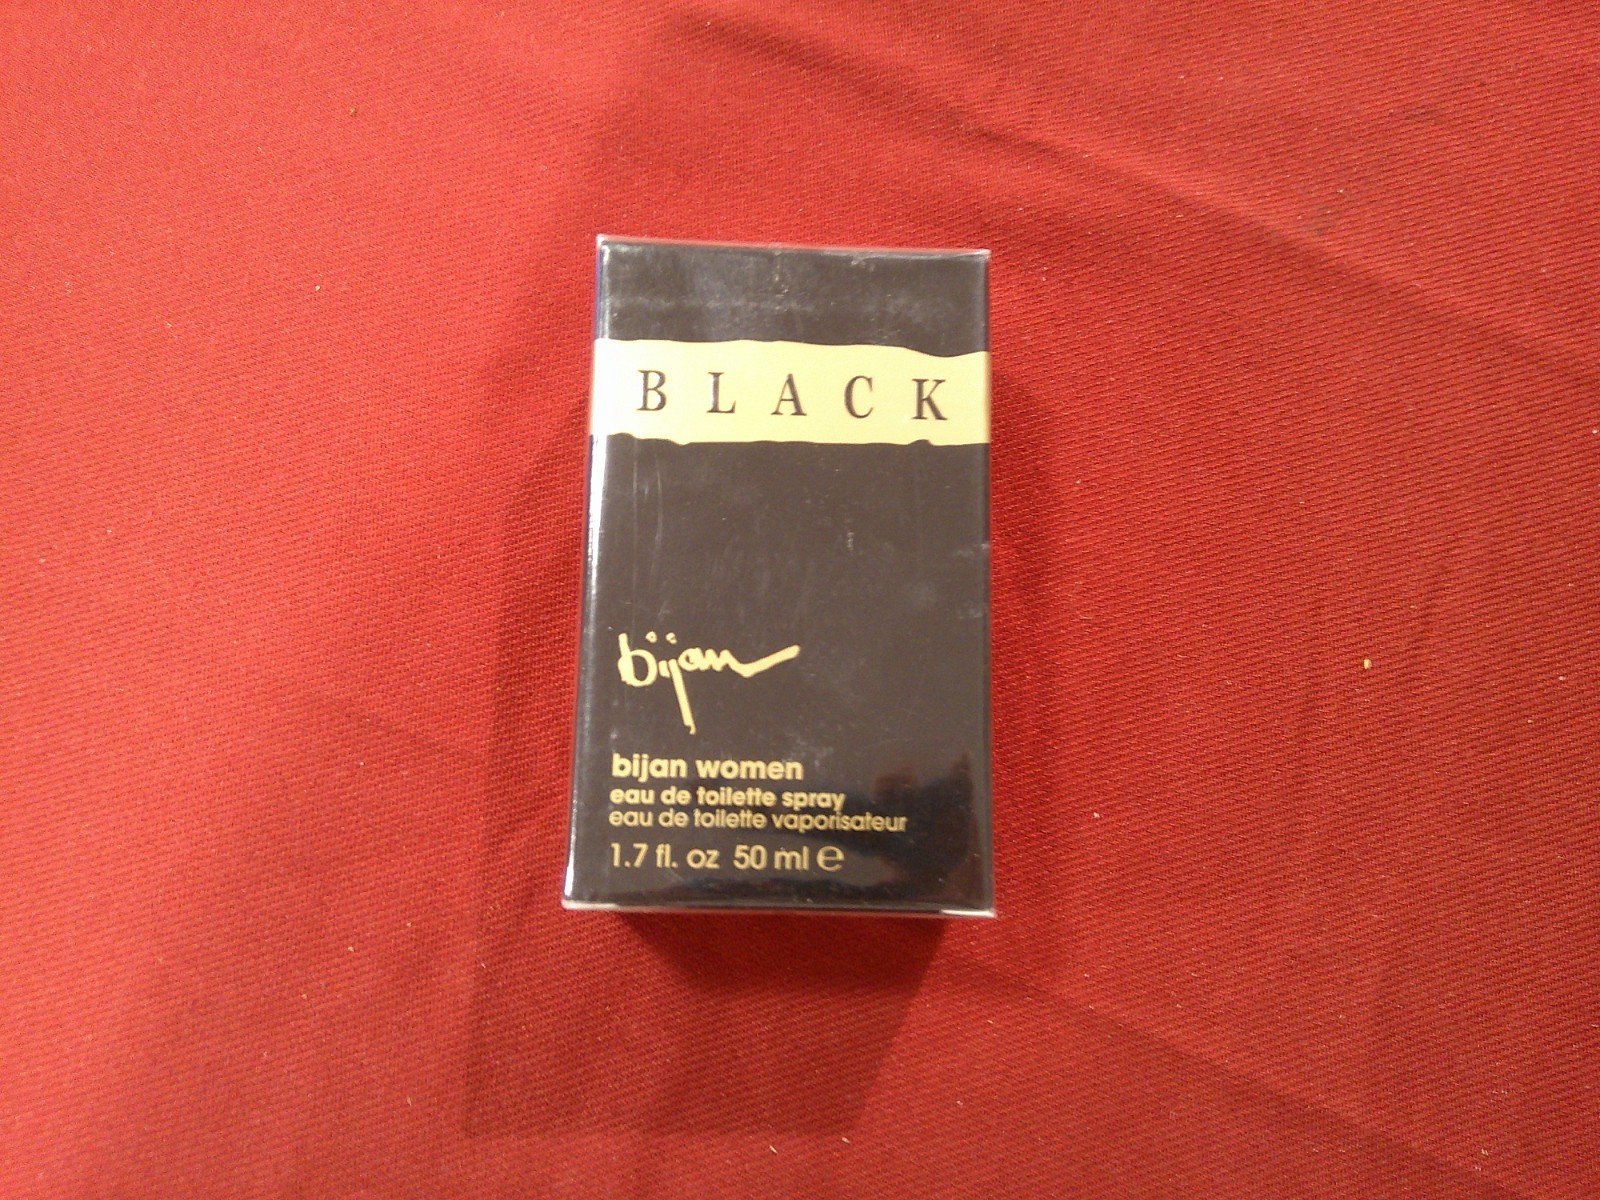 BLACK
bijan
bijan women
eau de toilette spray
eau de toilette vaporisateur
1.7 fl. oz 50 ml ℮